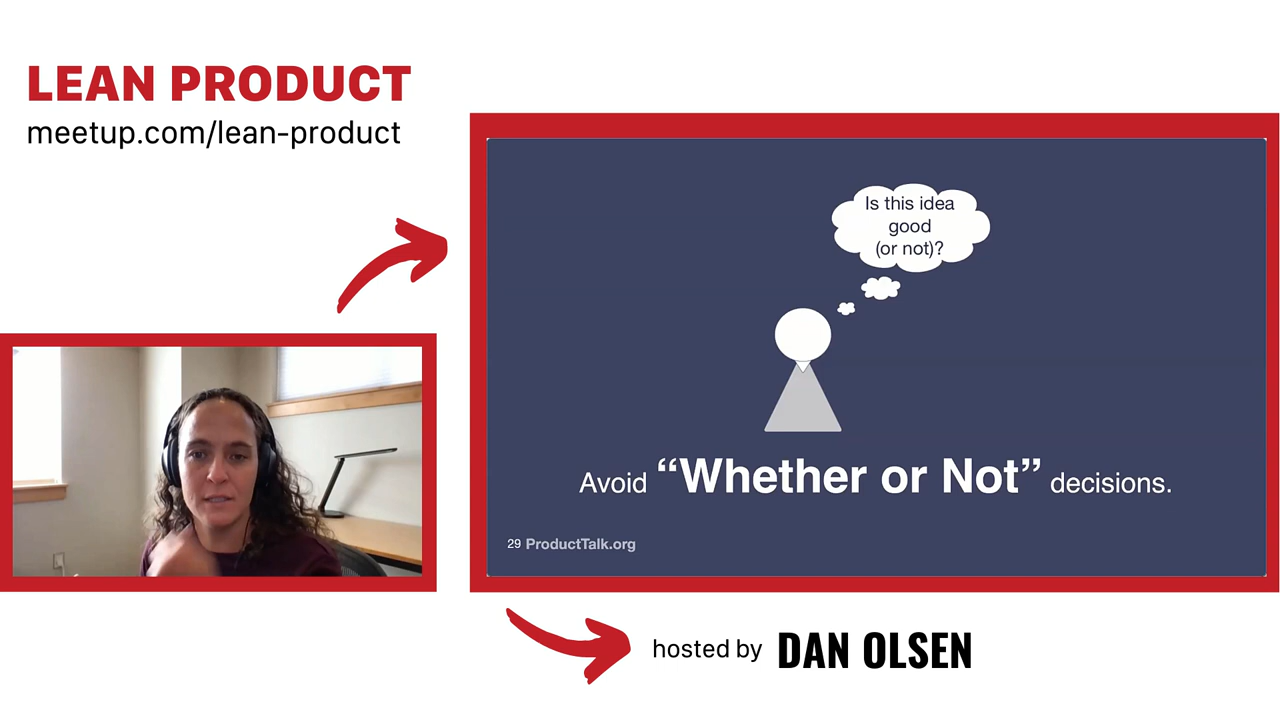 LEAN PRODUCT
meetup.com/lean-product
Is this idea
good
(or not)?
Avoid “Whether or Not” decisions.
29 ProductTalk.org
hosted by DAN OLSEN